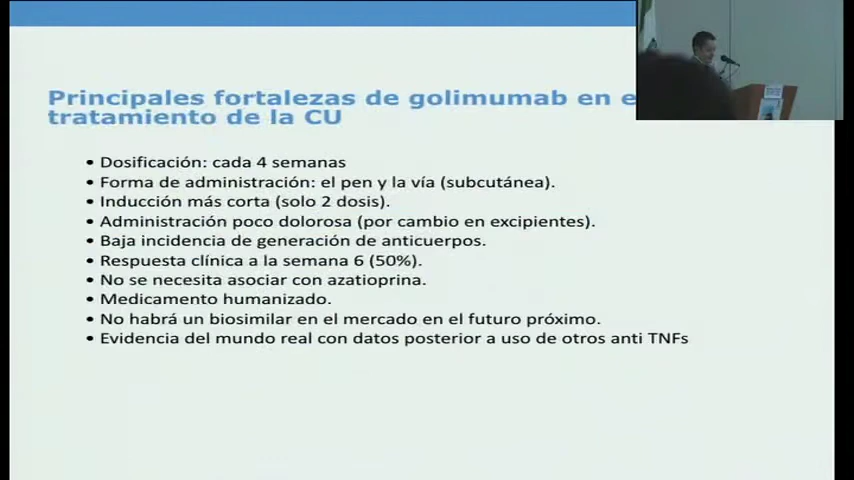 Principales fortalezas de golimumab en e
tratamiento de la CU
• Dosificación: cada 4 semanas
• Forma de administración: el pen y la vía (subcutánea).
• Inducción más corta (solo 2 dosis).
• Administración poco dolorosa (por cambio en excipientes).
• Baja incidencia de generación de anticuerpos.
• Respuesta clínica a la semana 6 (50%).
• No se necesita asociar con azatioprina.
• Medicamento humanizado.
• No habrá un biosimilar en el mercado en el futuro próximo.
• Evidencia del mundo real con datos posterior a uso de otros anti TNFs